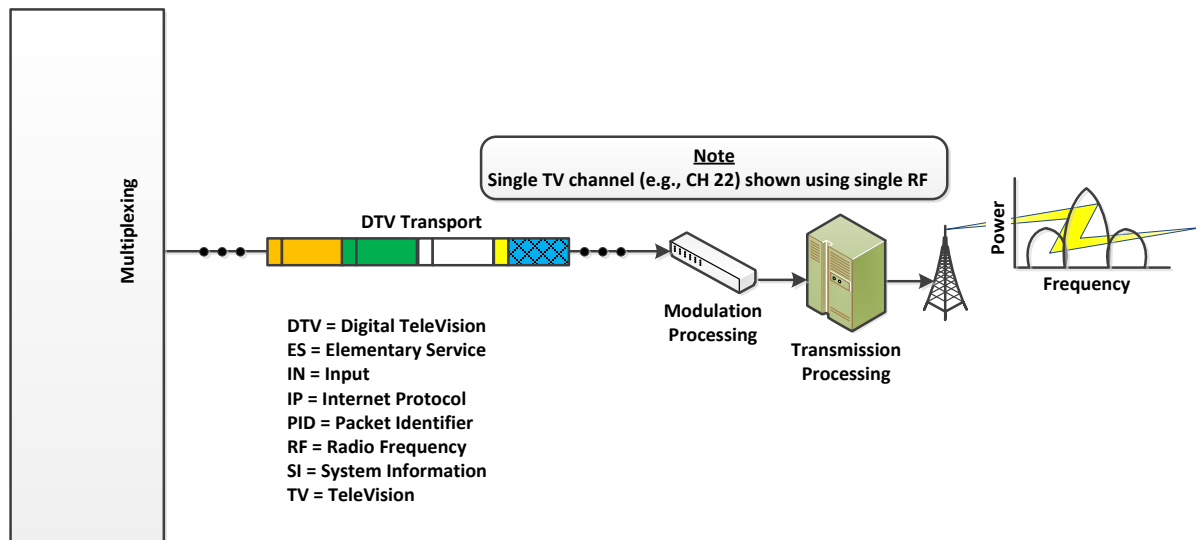 Multiplexing
Note
Single TV channel (e.g., CH 22) shown using single RF
DTV Transport
Modulation
Processing
Transmission
Processing
Power
Frequency
DTV = Digital TeleVision
ES = Elementary Service
IN = Input
IP = Internet Protocol
PID = Packet Identifier
RF = Radio Frequency
SI = System Information
TV = TeleVision